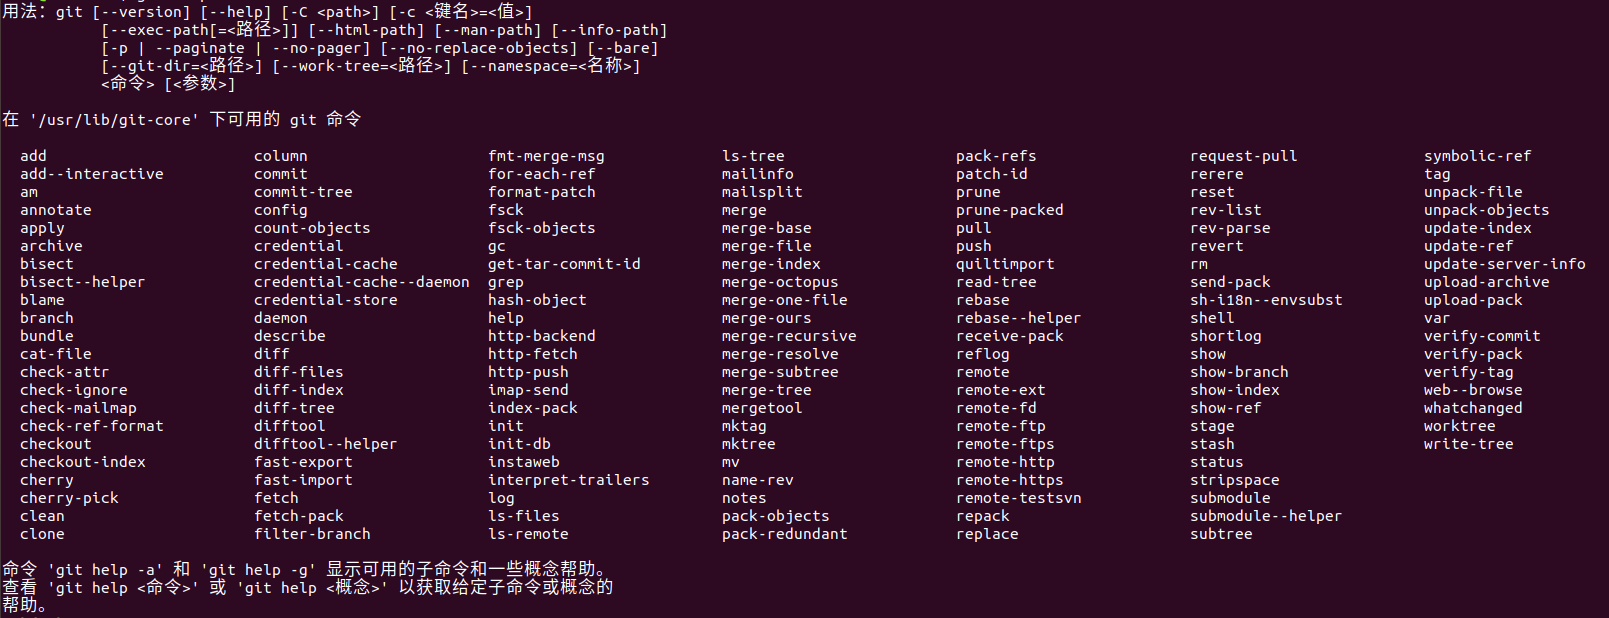 用法：git [--version] [--help] [-C <path>] [-c <键名>=<值>]
[--exec-path[=<路径>]] [--html-path] [--man-path] [--info-path]
[-p | --paginate | --no-pager] [--no-replace-objects] [--bare]
[--git-dir=<路径>] [--work-tree=<路径>] [--namespace=<名称>]
<命令> [<参数>]
在 '/usr/lib/git-core' 下可用的 git 命令
add column fmt-merge-msg ls-tree pack-refs request-pull symbolic-ref
add--interactive commit for-each-ref mailinfo patch-id rerere tag
am commit-tree format-patch mailsplit prune reset unpack-file
annotate config fsck merge prune-packed rev-list unpack-objects
apply count-objects fsck-objects merge-base pull rev-parse update-index
archive credential gc merge-file push revert update-ref
bisect credential-cache get-tar-commit-id merge-index quiltimport rm update-server-info
bisect--helper credential-cache--daemon grep merge-octopus read-tree send-pack upload-archive
blame credential-store hash-object merge-one-file rebase sh-i18n--envsubst upload-pack
branch daemon help merge-ours rebase--helper shell var
bundle describe http-backend merge-recursive receive-pack shortlog verify-commit
cat-file diff http-fetch merge-resolve reflog show verify-pack
check-attr diff-files http-push merge-subtree remote show-branch verify-tag
check-ignore diff-index imap-send merge-tree remote-ext show-index web--browse
check-mailmap diff-tree index-pack mergetool remote-fd show-ref whatchanged
check-ref-format difftool init mktag remote-ftp stage worktree
checkout difftool--helper init-db mktree remote-ftps stash write-tree
checkout-index fast-export instaweb mv remote-http status
cherry fast-import interpret-trailers name-rev remote-https stripspace
cherry-pick fetch log notes remote-testsvn submodule
clean fetch-pack ls-files pack-objects repack submodule--helper
clone filter-branch ls-remote pack-redundant replace subtree
命令 'git help -a' 和 'git help -g' 显示可用的子命令和一些概念帮助。
查看 'git help <命令>' 或 'git help <概念>' 以获取给定子命令或概念的
帮助。